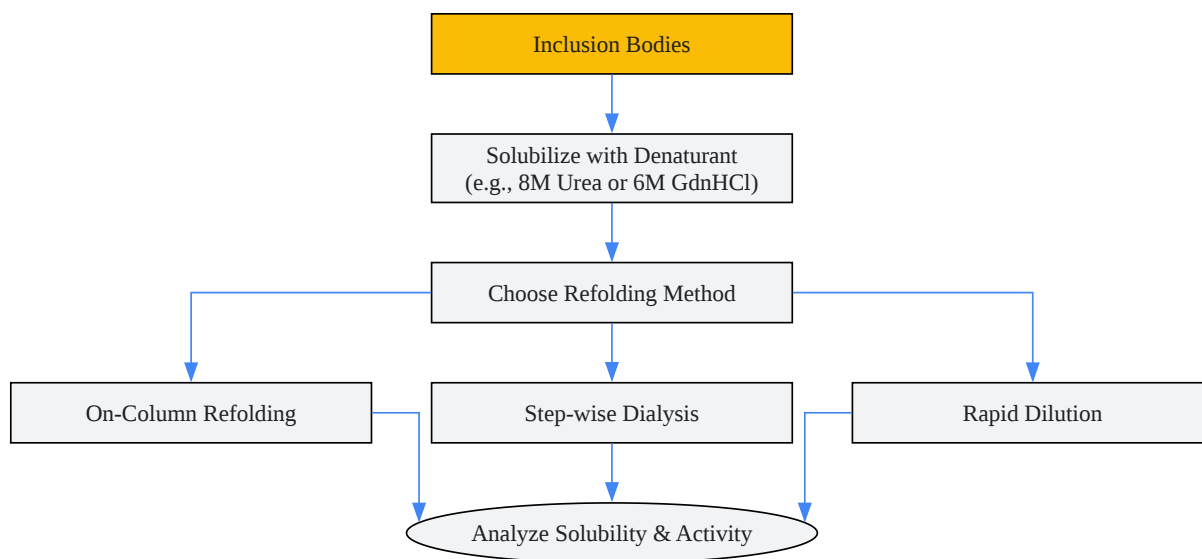 Inclusion Bodies
Solubilize with Denaturant
(e.g., 8M Urea or 6M GdnHCl)
Choose Refolding Method
On-Column Refolding
Step-wise Dialysis
Rapid Dilution
Analyze Solubility & Activity